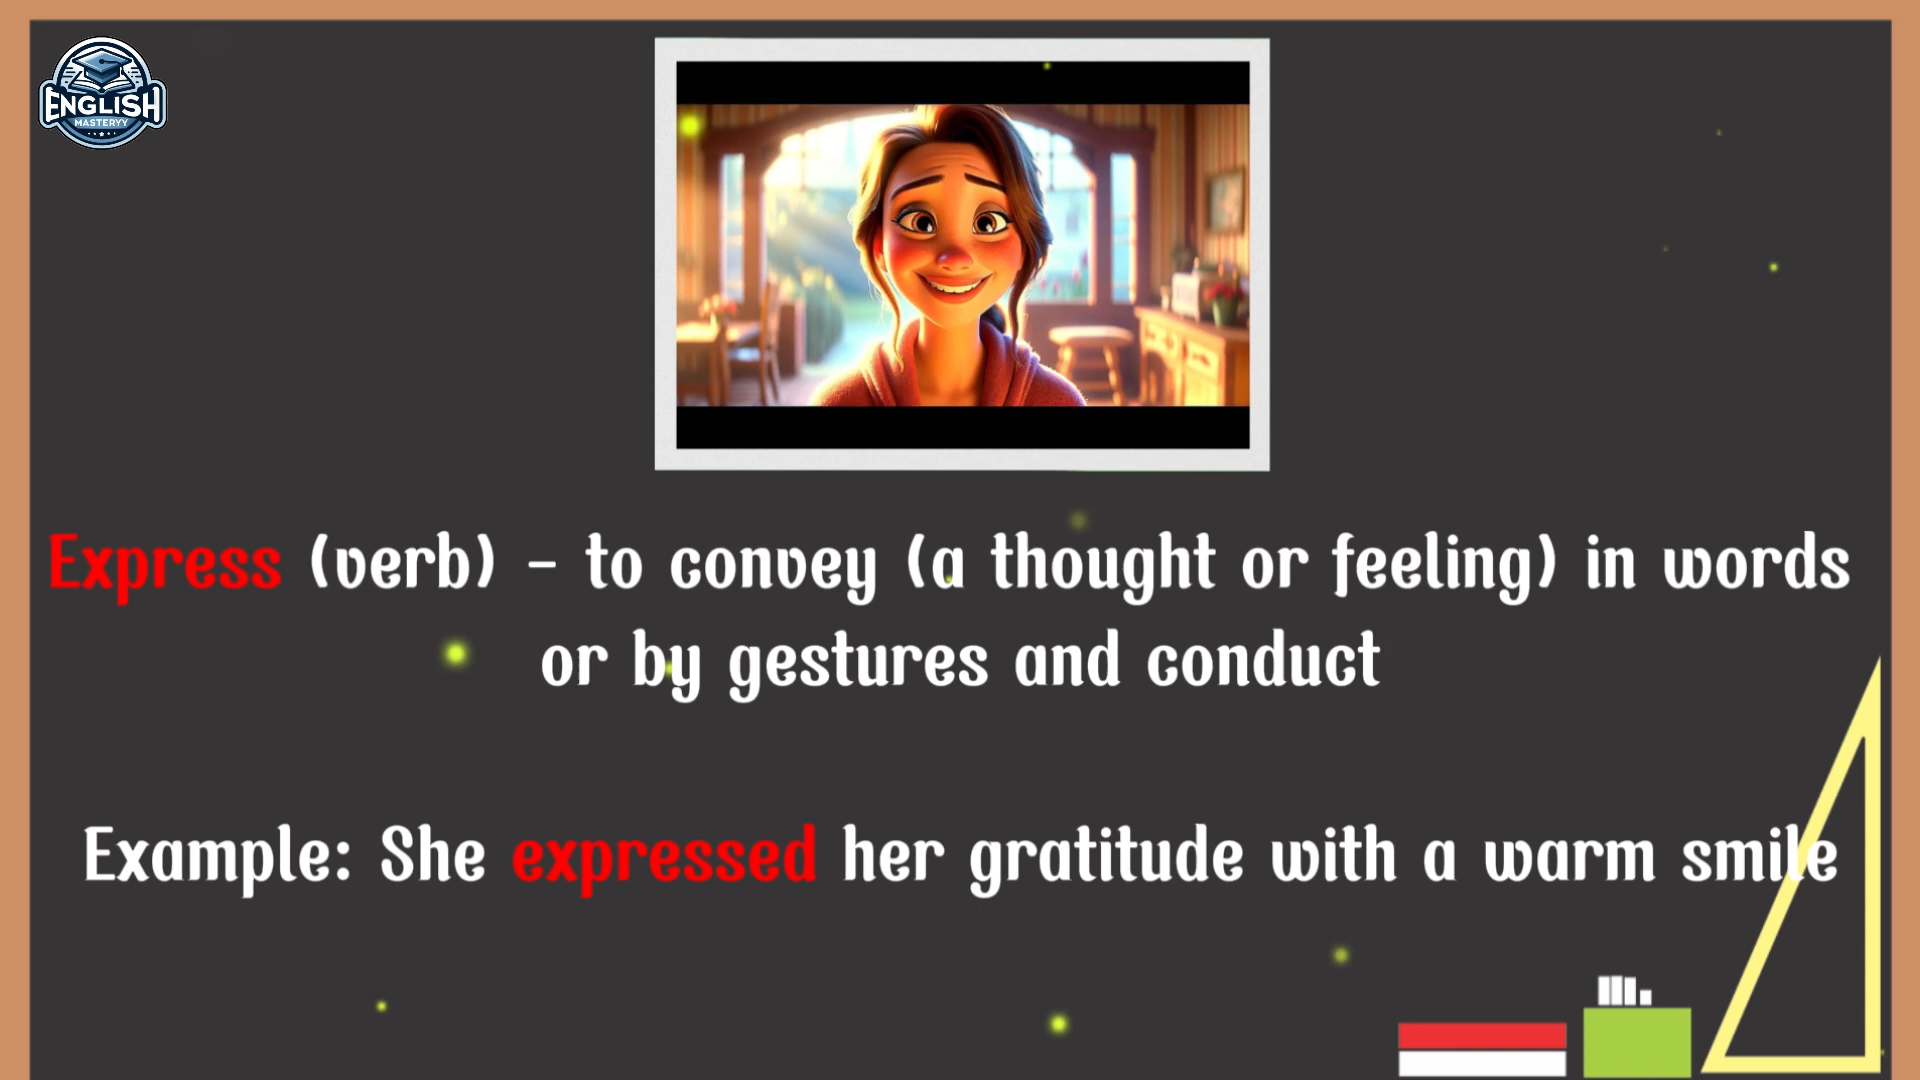 ENGLISH
MASTERYY
Express (verb) - to convey (a thought or feeling) in words
or by gestures and conduct
Example: She expressed her gratitude with a warm smile